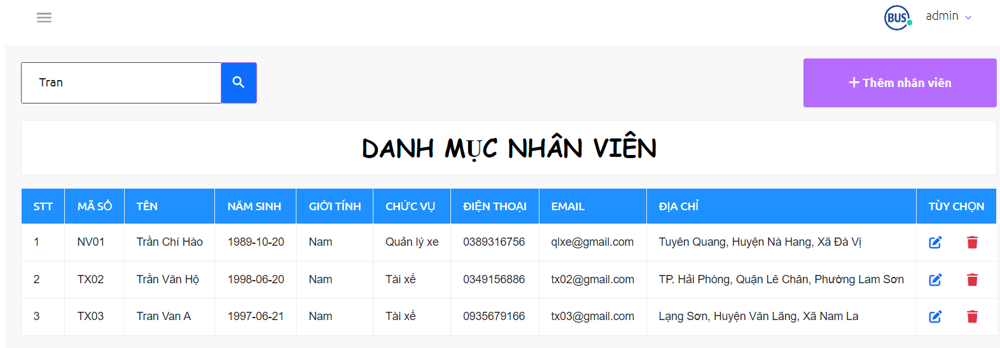 BUS admin
Tran
+ Thêm nhân viên
DANH MỤC NHÂN VIÊN
STT MÃ SỐ TÊN NĂM SINH GIỚI TÍNH CHỨC VỤ ĐIỆN THOẠI EMAIL ĐỊA CHỈ TÙY CHỌN
1 NV01 Trần Chí Hào 1989-10-20 Nam Quản lý xe 0389316756 qlxe@gmail.com Tuyên Quang, Huyện Nà Hang, Xã Đà Vị
2 TX02 Trần Văn Hộ 1998-06-20 Nam Tài xế 0349156886 tx02@gmail.com TP. Hải Phòng, Quận Lê Chân, Phường Lam Sơn
3 TX03 Tran Van A 1997-06-21 Nam Tài xế 0935679166 tx03@gmail.com Lạng Sơn, Huyện Văn Lãng, Xã Nam La